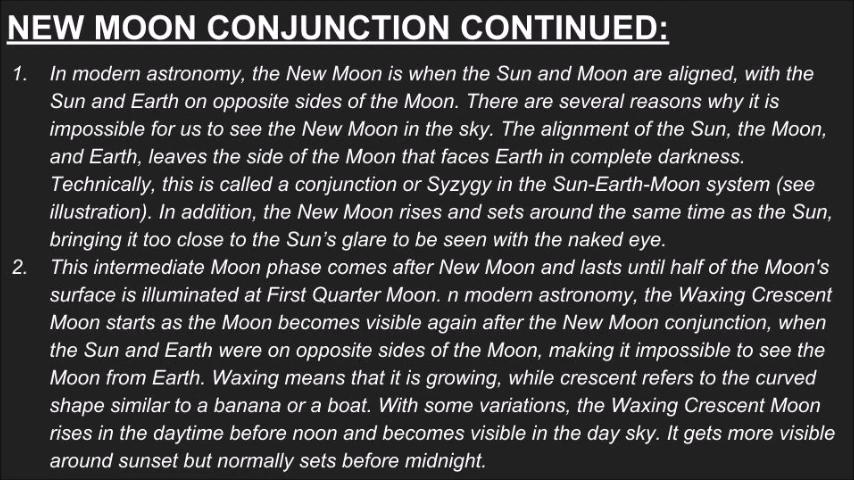 NEW MOON CONJUNCTION CONTINUED:
1. In modern astronomy, the New Moon is when the Sun and Moon are aligned, with the
Sun and Earth on opposite sides of the Moon. There are several reasons why it is
impossible for us to see the New Moon in the sky. The alignment of the Sun, the Moon,
and Earth, leaves the side of the Moon that faces Earth in complete darkness.
Technically, this is called a conjunction or Syzygy in the Sun-Earth-Moon system (see
illustration). In addition, the New Moon rises and sets around the same time as the Sun,
bringing it too close to the Sun’s glare to be seen with the naked eye.
2. This intermediate Moon phase comes after New Moon and lasts until half of the Moon's
surface is illuminated at First Quarter Moon. n modern astronomy, the Waxing Crescent
Moon starts as the Moon becomes visible again after the New Moon conjunction, when
the Sun and Earth were on opposite sides of the Moon, making it impossible to see the
Moon from Earth. Waxing means that it is growing, while crescent refers to the curved
shape similar to a banana or a boat. With some variations, the Waxing Crescent Moon
rises in the daytime before noon and becomes visible in the day sky. It gets more visible
around sunset but normally sets before midnight.